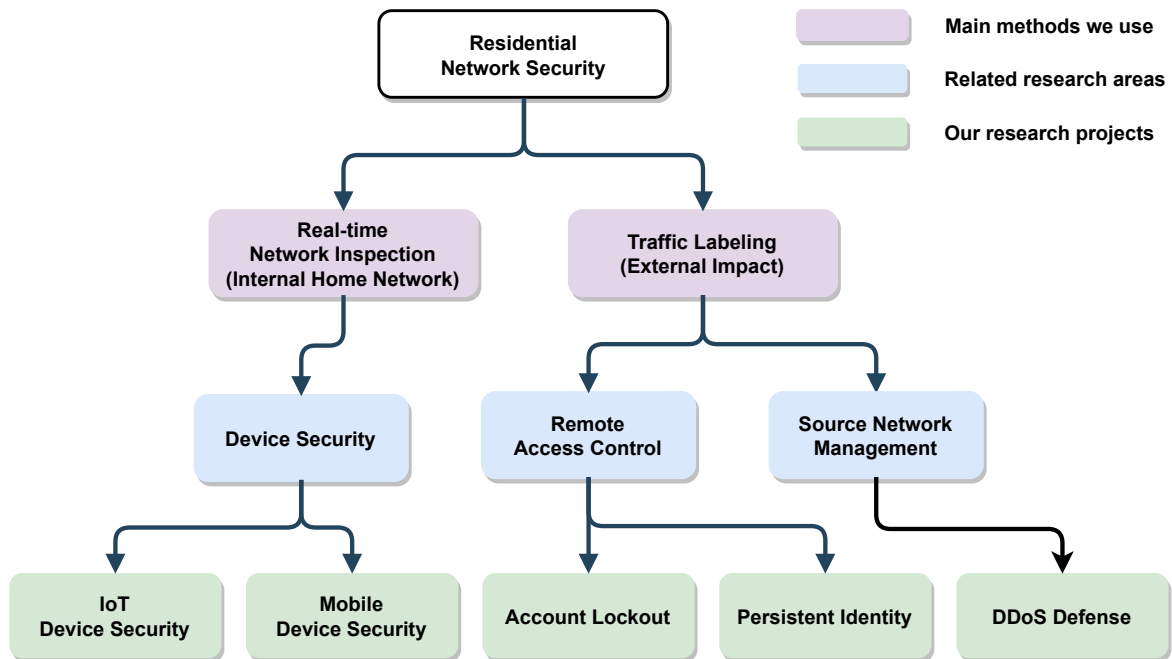 Residential
Network Security
Main methods we use
Related research areas
Our research projects
Real-time
Network Inspection
(Internal Home Network)
Traffic Labeling
(External Impact)
Device Security
Remote
Access Control
Source Network
Management
IoT
Device Security
Mobile
Device Security
Account Lockout
Persistent Identity
DDoS Defense